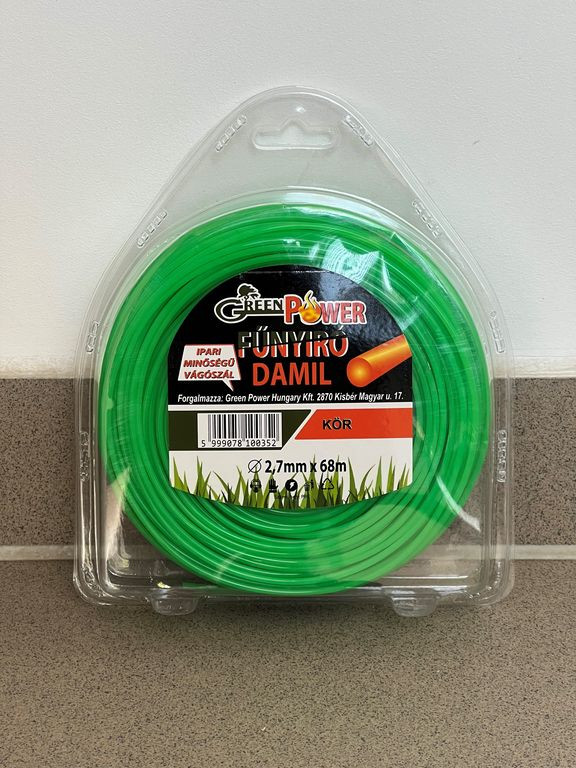 GREEN POWER
FŰNYÍRÓ
DAMIL
IPARI
MINŐSÉGŰ
VÁGÓSZÁL
Forgalmazza: Green Power Hungary Kft. 2870 Kisbér Magyar u. 17.
5 999078 100352
KÖR
⌀ 2,7mm x 68m